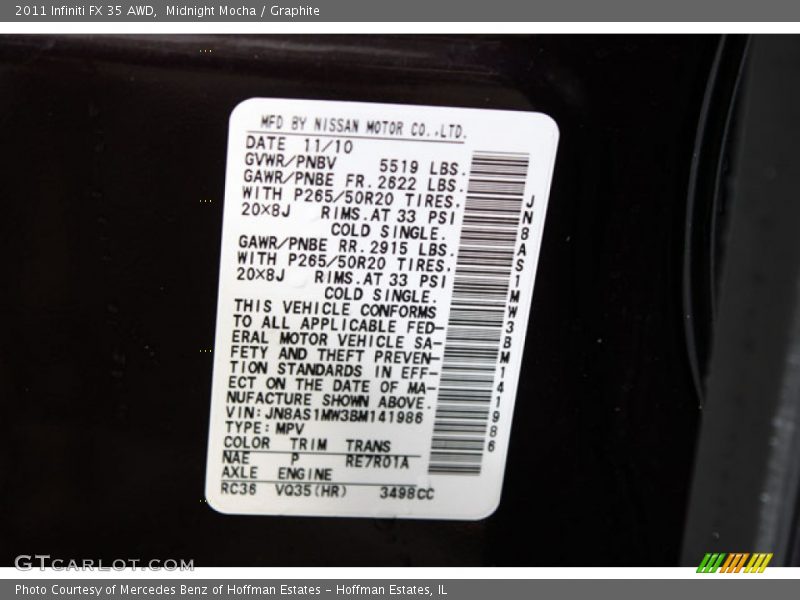 2011 Infiniti FX 35 AWD,  Midnight Mocha / Graphite
MFD BY NISSAN MOTOR CO.,LTD.
DATE 11/10
GVWR/PNBV 5519 LBS.
GAWR/PNBE FR.2622 LBS.
WITH P265/50R20 TIRES.
20×8J RIMS.AT 33 PSI
COLD SINGLE.
GAWR/PNBE RR.2915 LBS.
WITH P265/50R20 TIRES.
20×8J RIMS.AT 33 PSI
COLD SINGLE.
THIS VEHICLE CONFORMS
TO ALL APPLICABLE FED-
ERAL MOTOR VEHICLE SA-
FETY AND THEFT PREVEN-
TION STANDARDS IN EFF-
ECT ON THE DATE OF MA-
NUFACTURE SHOWN ABOVE.
VIN:JN8AS1MW3BM141986
TYPE:MPV
COLOR TRIM TRANS
NAE P RE7R01A
AXLE ENGINE
RC36 VQ35(HR) 3498CC
JN8AS1MW3BM141986
GTCARLOT.COM
Photo Courtesy of Mercedes Benz of Hoffman Estates - Hoffman Estates, IL